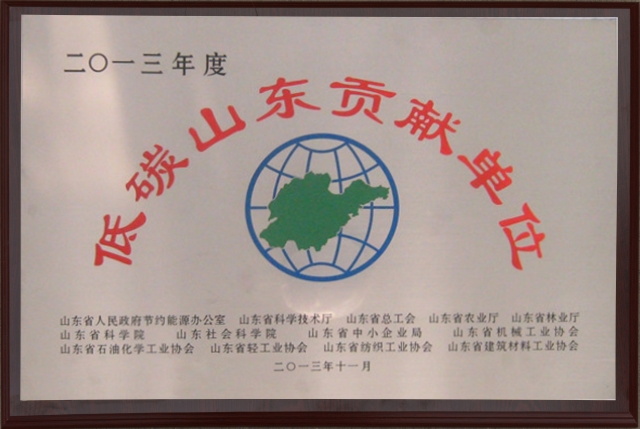 二〇一三年度
低碳山东贡献单位
山东省人民政府节约能源办公室 山东省科学技术厅 山东省总工会 山东省农业厅 山东省林业厅
山东省科学院 山东社会科学院 山东省中小企业局 山东省机械工业协会
山东省石油化学工业协会 山东省轻工业协会 山东省纺织工业协会 山东省建筑材料工业协会
二〇一三年十一月